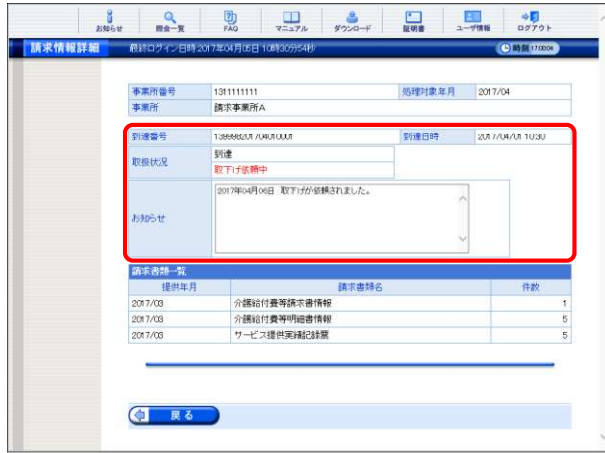 お知らせ 照会一覧 FAQ マニュアル ダウンロード 証明書 ユーザ情報 ログアウト
請求情報詳細 最終ログイン日時:2017年04月05日 10時30分54秒 時刻 17:00:04
事業所番号 1311111111 処理対象年月 2017/04
事業所 請求事業所A
到達番号 到達日時 2017/04/01 10:30
取扱状況 到達
取下げ依頼中
お知らせ 2017年04月06日 取下げが依頼されました。
請求書類一覧
提供年月 請求書類名 件数
2017/03 介護給付費等請求書情報 1
2017/03 介護給付費等明細書情報 5
2017/03 サービス提供実績記録票 5
戻る